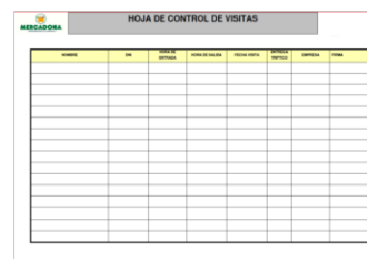 HOJA DE CONTROL DE VISITAS
MERCADONA
NOMBRE DNI HORA DE ENTRADA HORA DE SALIDA FECHA VISITA ENTREGA TRIPTICO EMPRESA FIRMA